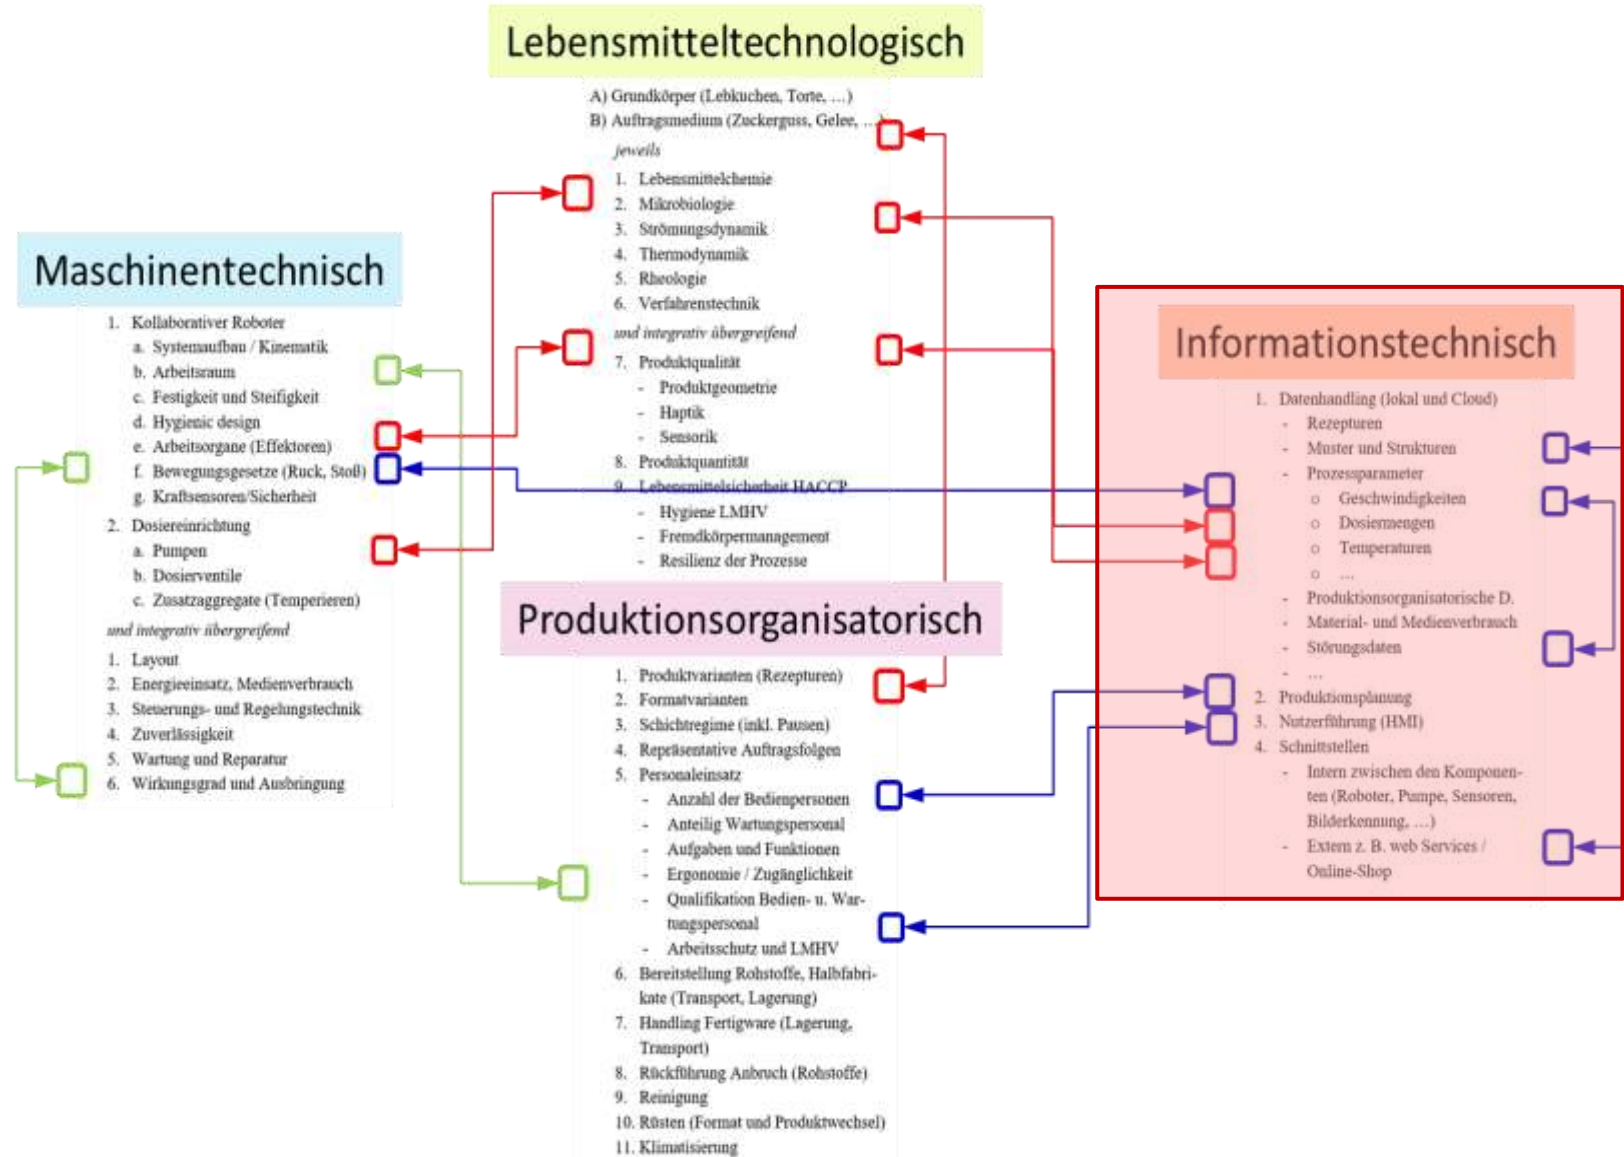 Lebensmitteltechnologisch
A) Grundkörper (Lebkuchen, Torte, …)
B) Auftragsmedium (Zuckerguss, Gelee, …)
jeweils
1. Lebensmittelchemie
2. Mikrobiologie
3. Strömungsdynamik
4. Thermodynamik
5. Rheologie
6. Verfahrenstechnik
und integrativ übergreifend
7. Produktqualität
- Produktgeometrie
- Haptik
- Sensorik
8. Produktquantität
9. Lebensmittelsicherheit HACCP
- Hygiene LMHV
- Fremdkörpermanagement
- Resilienz der Prozesse
Maschinentechnisch
1. Kollaborativer Roboter
a. Systemaufbau / Kinematik
b. Arbeitsraum
c. Festigkeit und Steifigkeit
d. Hygienic design
e. Arbeitsorgane (Effektoren)
f. Bewegungsgesetze (Ruck, Stoß)
g. Kraftsensoren/Sicherheit
2. Dosiereinrichtung
a. Pumpen
b. Dosierventile
c. Zusatzaggregate (Temperieren)
und integrativ übergreifend
1. Layout
2. Energieeinsatz, Medienverbrauch
3. Steuerungs- und Regelungstechnik
4. Zuverlässigkeit
5. Wartung und Reparatur
6. Wirkungsgrad und Ausbringung
Produktionsorganisatorisch
1. Produktvarianten (Rezepturen)
2. Formatvarianten
3. Schichtregime (inkl. Pausen)
4. Repräsentative Auftragsfolgen
5. Personaleinsatz
- Anzahl der Bedienpersonen
- Anteilig Wartungspersonal
- Aufgaben und Funktionen
- Ergonomie / Zugänglichkeit
- Qualifikation Bedien- u. War-
tungspersonal
- Arbeitsschutz und LMHV
6. Bereitstellung Rohstoffe, Halbfabri-
kate (Transport, Lagerung)
7. Handling Fertigware (Lagerung,
Transport)
8. Rückführung Anbruch (Rohstoffe)
9. Reinigung
10. Rüsten (Format und Produktwechsel)
11. Klimatisierung
Informationstechnisch
1. Datenhandling (lokal und Cloud)
- Rezepturen
- Muster und Strukturen
- Prozessparameter
o Geschwindigkeiten
o Dosiermengen
o Temperaturen
o …
- Produktionsorganisatorische D.
- Material- und Medienverbrauch
- Störungsdaten
- …
2. Produktionsplanung
3. Nutzerführung (HMI)
4. Schnittstellen
- Intern zwischen den Komponen-
ten (Roboter, Pumpe, Sensoren,
Bilderkennung, …)
- Extern z. B. web Services /
Online-Shop